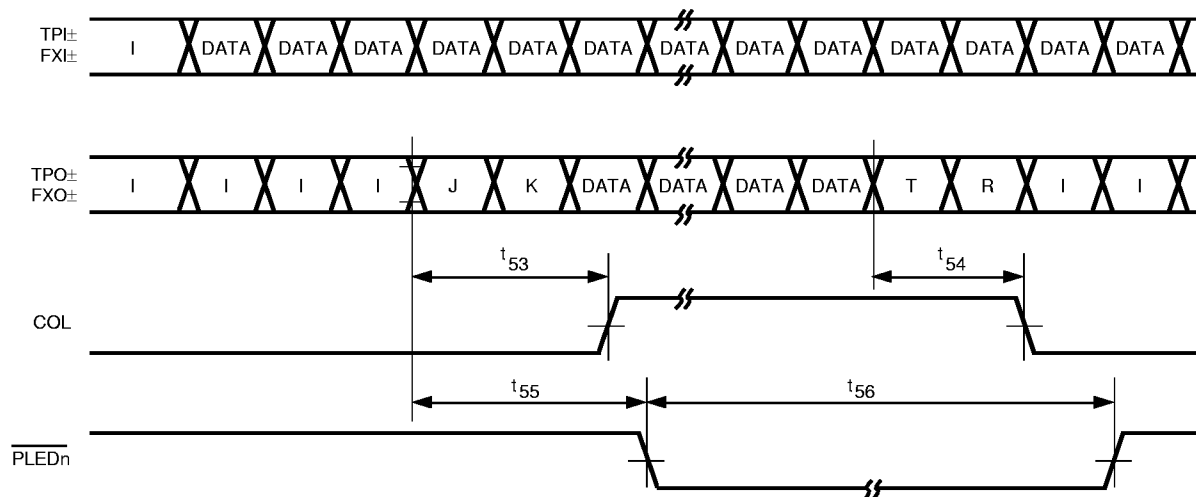 TPI±
FXI±
I DATA DATA DATA DATA DATA DATA DATA DATA DATA DATA DATA DATA DATA
TPO±
FXO±
I I I I J K DATA DATA DATA DATA T R I I
t53 t54
COL
t55 t56
PLEDn